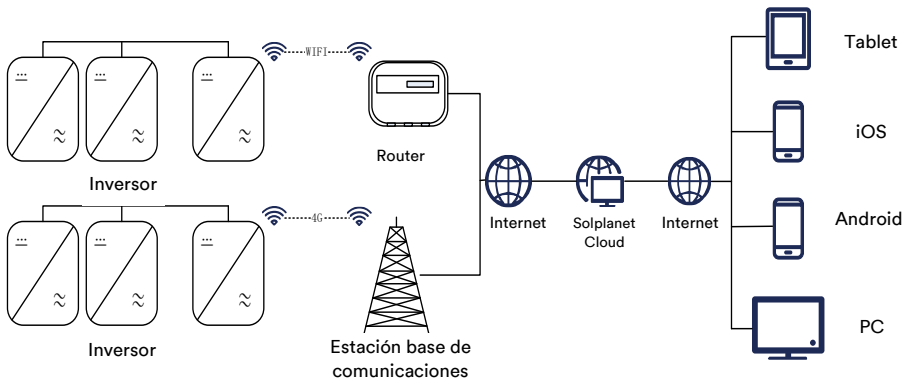 WIFI
Tablet
Router
iOS
Inversor
Internet
Solplanet
Cloud
Internet
4G
Android
Inversor
Estación base de
comunicaciones
PC